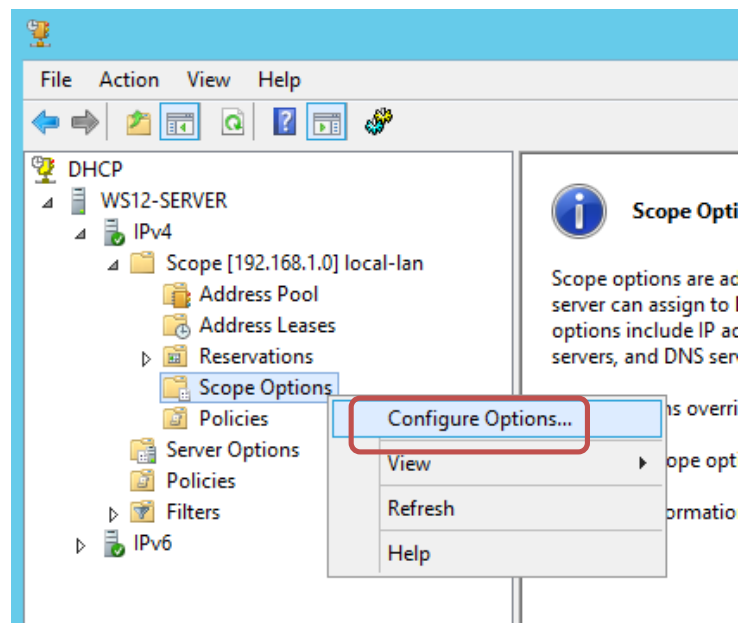 File Action View Help
DHCP
WS12-SERVER
IPv4
Scope [192.168.1.0] local-lan
Address Pool
Address Leases
Reservations
Scope Options
Policies
Server Options
Policies
Filters
IPv6
Configure Options...
View
Refresh
Help
Scope Opti
Scope options are ad
server can assign to
options include IP ad
servers, and DNS serv
ns overri
ope opti
ormatio